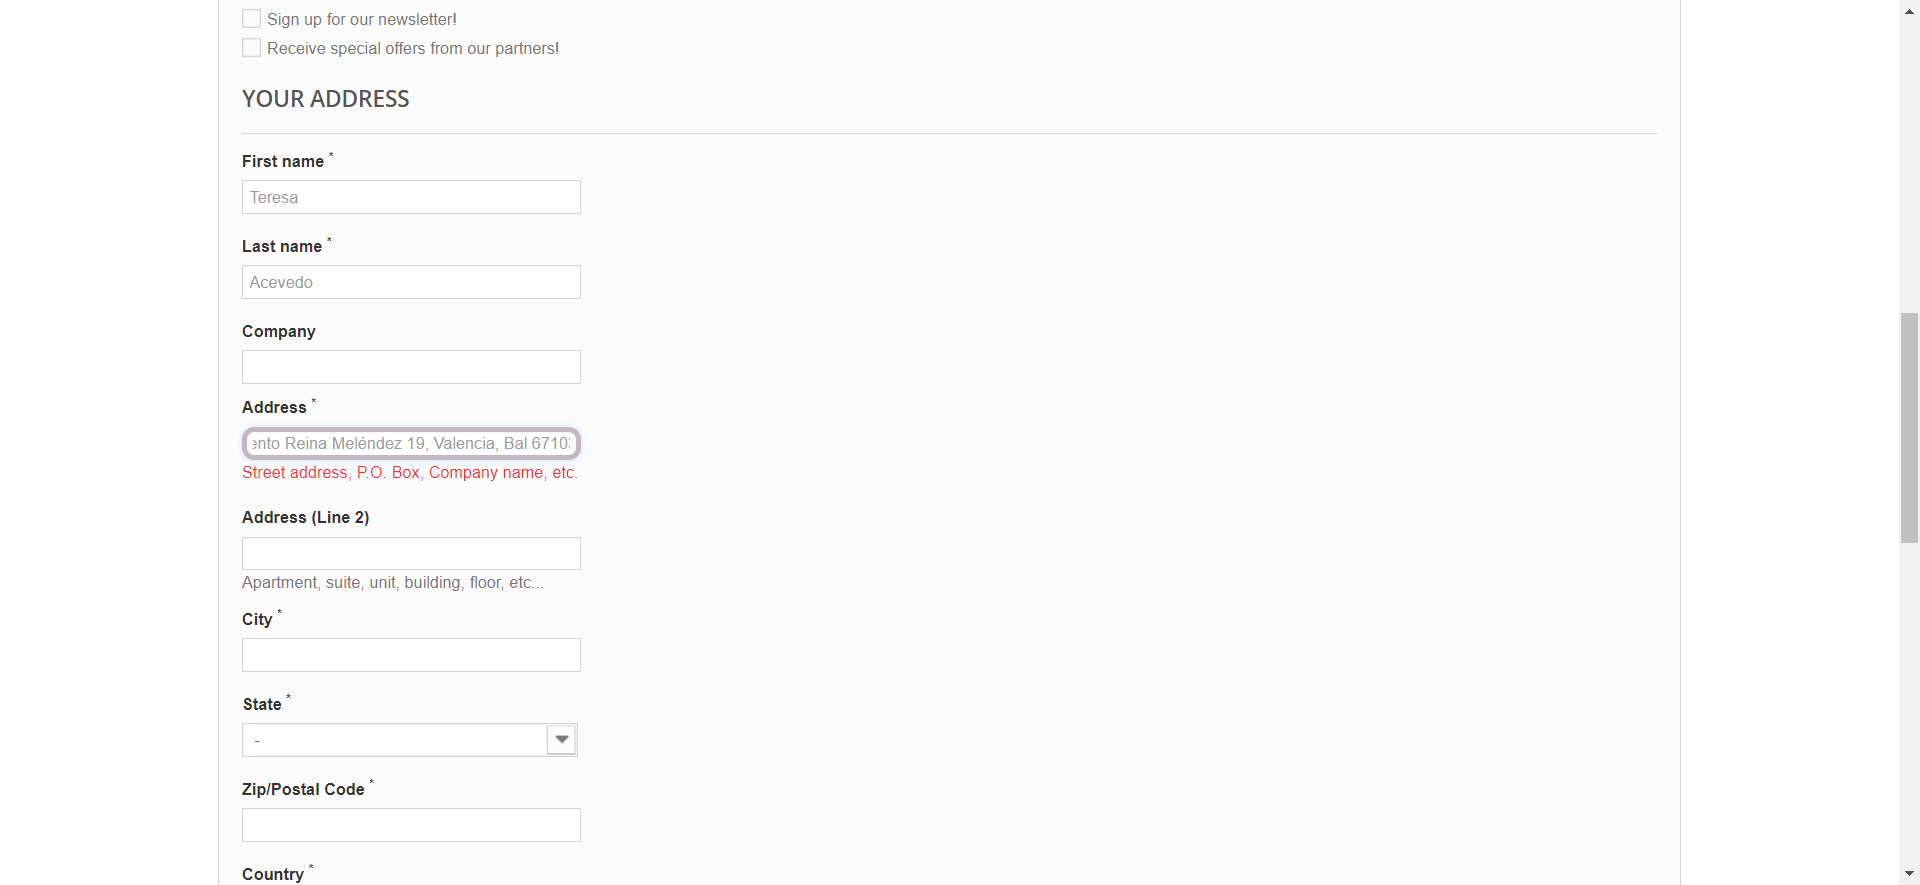 Sign up for our newsletter!
Receive special offers from our partners!
YOUR ADDRESS
First name *
Teresa
Last name *
Acevedo
Company
Address *
Reina Meléndez 19, Valencia, Bal
Street address, P.O. Box, Company name, etc.
Address (Line 2)
Apartment, suite, unit, building, floor, etc...
City *
State *
-
Zip/Postal Code *
Country *